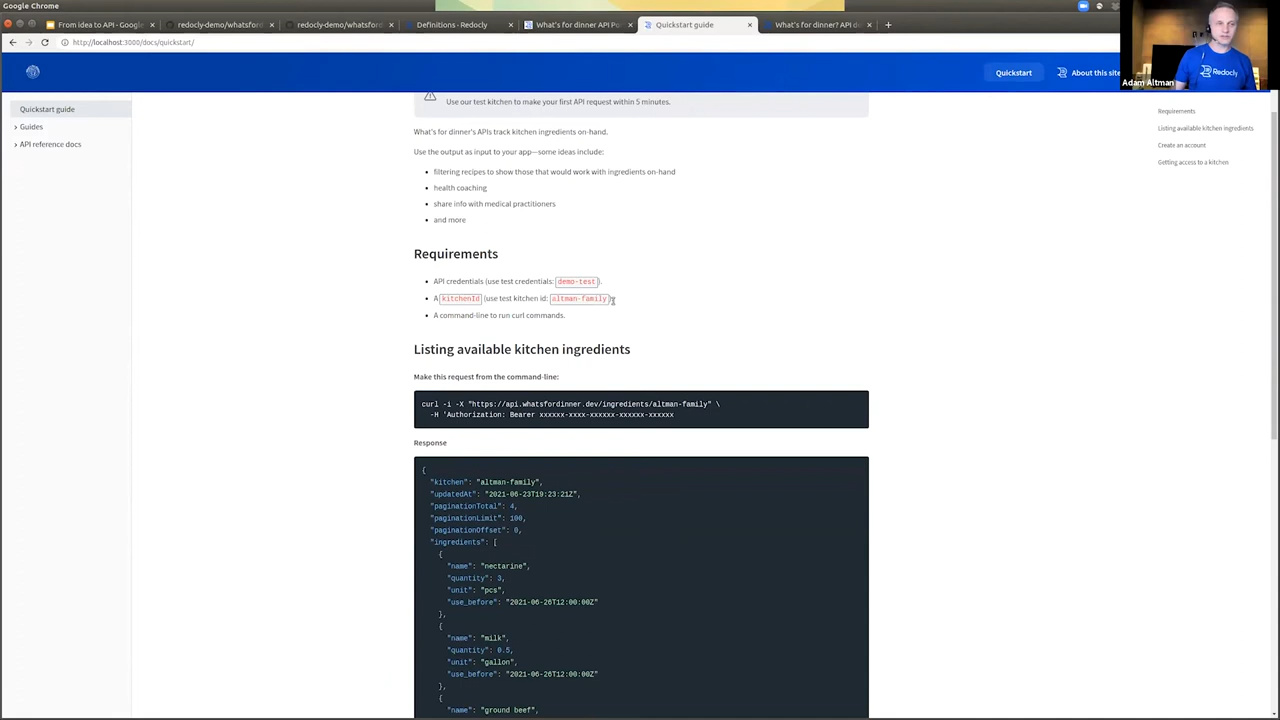 Google Chrome
From idea to API - Google
redocly-demo/whatsford
redocly-demo/whatsford
Definitions - Redocly
What's for dinner API Po
Quickstart guide
What's for dinner? API do
http://localhost:3000/docs/quickstart/
Quickstart
About this site
Redocly
Adam Altman
Quickstart guide
Guides
API reference docs
Use our test kitchen to make your first API request within 5 minutes.
What's for dinner's APIs track kitchen ingredients on-hand.
Use the output as input to your app—some ideas include:
filtering recipes to show those that would work with ingredients on-hand
health coaching
share info with medical practitioners
and more
Requirements
API credentials (use test credentials: demo-test).
A kitchenId (use test kitchen id: altman-family)
A command-line to run curl commands.
Listing available kitchen ingredients
Make this request from the command-line:
curl -i -X "https://api.whatsfordinner.dev/ingredients/altman-family" \
-H 'Authorization: Bearer xxxxxx-xxxx-xxxxxx-xxxxxx-xxxxxx
Response
{
"kitchen": "altman-family",
"updatedAt": "2021-06-23T19:23:21Z",
"paginationTotal": 4,
"paginationLimit": 100,
"paginationOffset": 0,
"ingredients": [
{
"name": "nectarine",
"quantity": 3,
"unit": "pcs",
"use_before": "2021-06-26T12:00:00Z"
},
{
"name": "milk",
"quantity": 0.5,
"unit": "gallon",
"use_before": "2021-06-26T12:00:00Z"
},
{
"name": "ground beef",
Requirements
Listing available kitchen ingredients
Create an account
Getting access to a kitchen